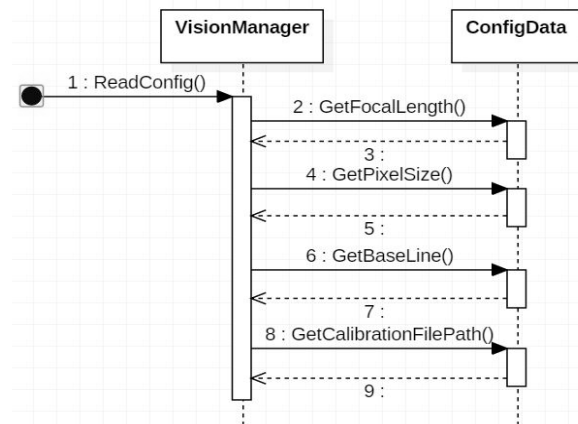 VisionManager
ConfigData
1 : ReadConfig()
2 : GetFocalLength()
3 :
4 : GetPixelSize()
5 :
6 : GetBaseLine()
7 :
8 : GetCalibrationFilePath()
9 :